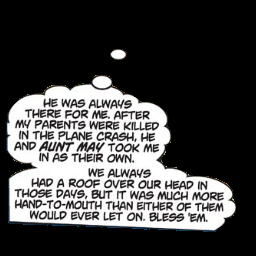 HE WAS ALWAYS
THERE FOR ME. AFTER
MY PARENTS WERE KILLED
IN THE PLANE CRASH, HE
AND AUNT MAY TOOK ME
IN AS THEIR OWN.
WE ALWAYS
HAD A ROOF OVER OUR HEAD IN
THOSE DAYS, BUT IT WAS MUCH MORE
HAND-TO-MOUTH THAN EITHER OF THEM
WOULD EVER LET ON. BLESS 'EM.